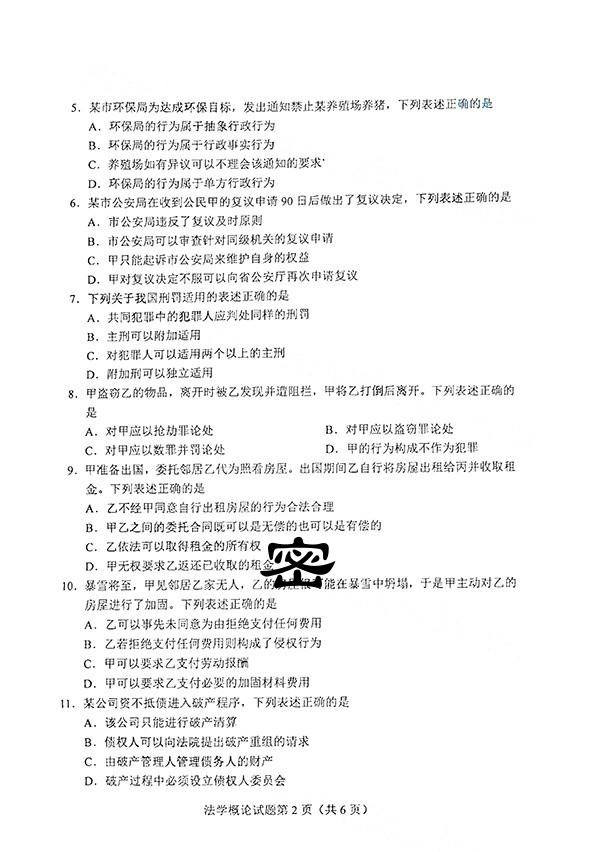 5. 某市环保局为达成环保目标，发出通知禁止某养殖场养猪，下列表述正确的是
A. 环保局的行为属于抽象行政行为
B. 环保局的行为属于行政事实行为
C. 养殖场如有异议可以不理会该通知的要求
D. 环保局的行为属于单方行政行为
6. 某市公安局在收到公民甲的复议申请 90 日后做出了复议决定，下列表述正确的是
A. 市公安局违反了复议及时原则
B. 市公安局可以审查针对同级机关的复议申请
C. 甲只能起诉市公安局来维护自身的权益
D. 甲对复议决定不服可以向省公安厅再次申请复议
7. 下列关于我国刑罚适用的表述正确的是
A. 共同犯罪中的犯罪人应判处同样的刑罚
B. 主刑可以附加适用
C. 对犯罪人可以适用两个以上的主刑
D. 附加刑可以独立适用
8. 甲盗窃乙的物品，离开时被乙发现并遭阻拦，甲将乙打倒后离开。下列表述正确的
是
A. 对甲应以抢劫罪论处 B. 对甲应以盗窃罪论处
C. 对甲应以数罪并罚论处 D. 甲的行为构成不作为犯罪
9. 甲准备出国，委托邻居乙代为照看房屋。出国期间乙自行将房屋出租给丙并收取租
金。下列表述正确的是
A. 乙不经甲同意自行出租房屋的行为合法合理
B. 甲乙之间的委托合同既可以是无偿的也可以是有偿的
C. 乙依法可以取得租金的所有权
D. 甲无权要求乙返还已收取的租金
密
10. 暴雪将至，甲见邻居乙家无人，乙的房屋很可能在暴雪中坍塌，于是甲主动对乙的
房屋进行了加固。下列表述正确的是
A. 乙可以事先未同意为由拒绝支付任何费用
B. 乙若拒绝支付任何费用则构成了侵权行为
C. 甲可以要求乙支付劳动报酬
D. 甲可以要求乙支付必要的加固材料费用
11. 某公司资不抵债进入破产程序，下列表述正确的是
A. 该公司只能进行破产清算
B. 债权人可以向法院提出破产重组的请求
C. 由破产管理人管理债务人的财产
D. 破产过程中必须设立债权人委员会
法学概论试题第 2 页（共 6 页）